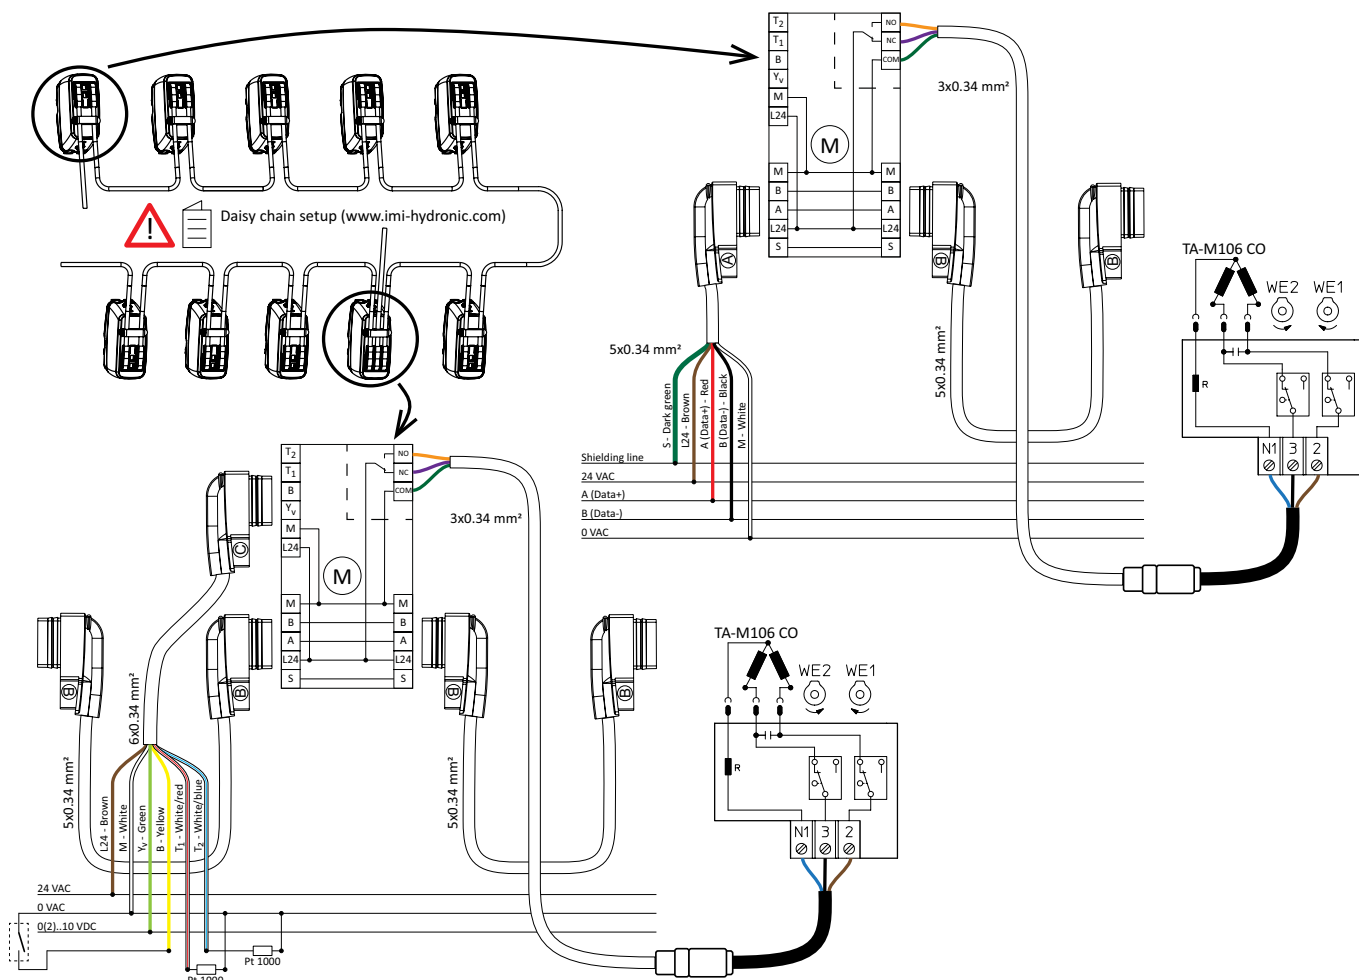 Daisy chain setup (www.imi-hydronic.com)
T2
T1
B
Yv
M
L24
M
B
A
L24
S
NO
NC
COM
M
M
B
A
L24
S
3x0.34 mm²
A
B
B
5x0.34 mm²
5x0.34 mm²
S - Dark green
L24 - Brown
A (Data+) - Red
B (Data-) - Black
M - White
Shielding line
24 VAC
A (Data+)
B (Data-)
0 VAC
TA-M106 CO
WE2 WE1
R
N1 3 2
T2
T1
B
Yv
M
L24
M
B
A
L24
S
NO
NC
COM
M
M
B
A
L24
S
3x0.34 mm²
C
B
B
B
B
6x0.34 mm²
5x0.34 mm²
5x0.34 mm²
L24 - Brown
M - White
Yv - Green
B - Yellow
T1 - White/red
T2 - White/blue
24 VAC
0 VAC
0(2)..10 VDC
Pt 1000
Pt 1000
TA-M106 CO
WE2 WE1
R
N1 3 2